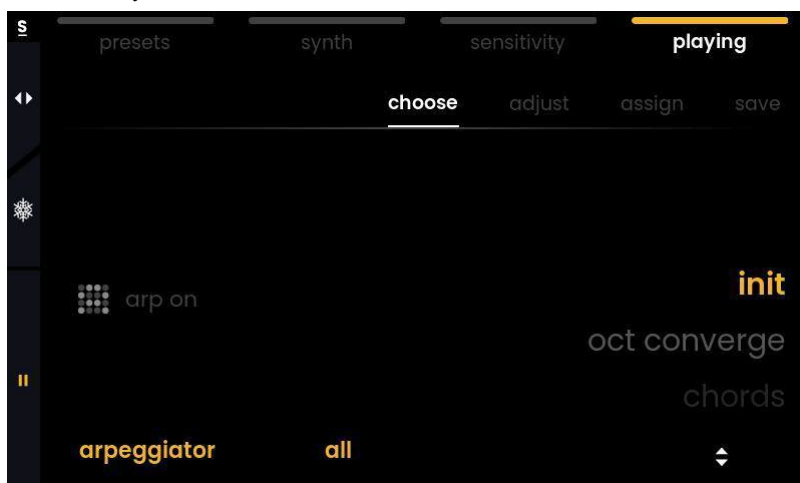 S
presets synth sensitivity playing
choose adjust assign save
init
arp on
oct converge
chords
arpeggiator all